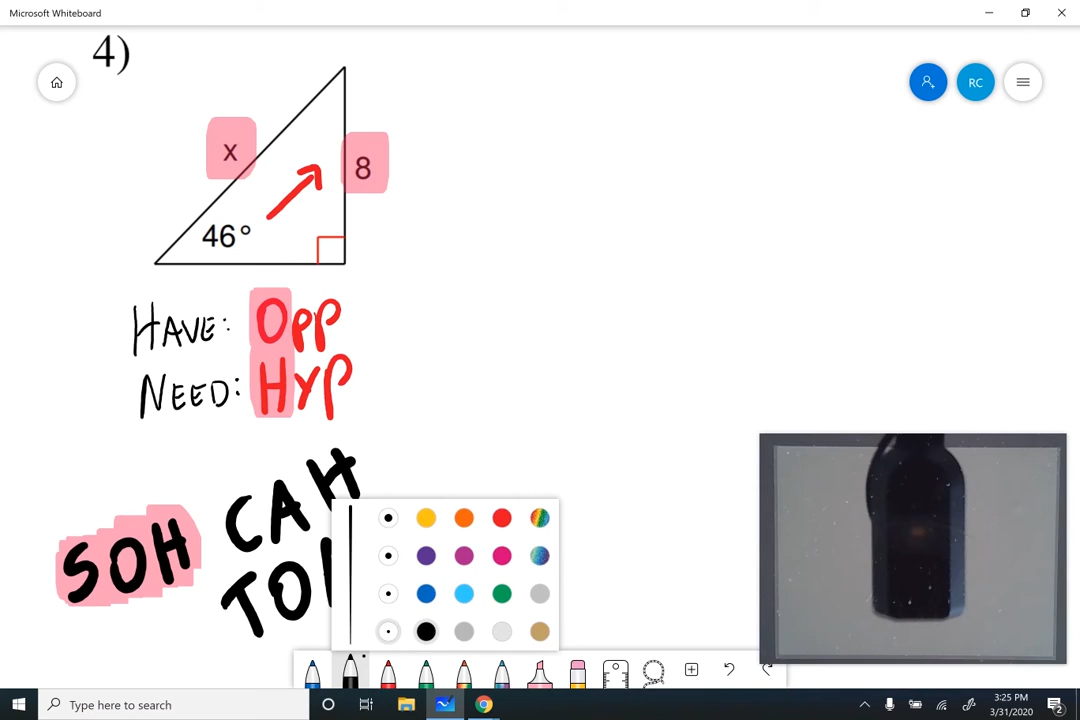 Microsoft Whiteboard
4)
RC
x
8
46°
HAVE: OPP
NEED: HYP
SOH CAH
TO
Type here to search
3:25 PM
3/31/2020
2